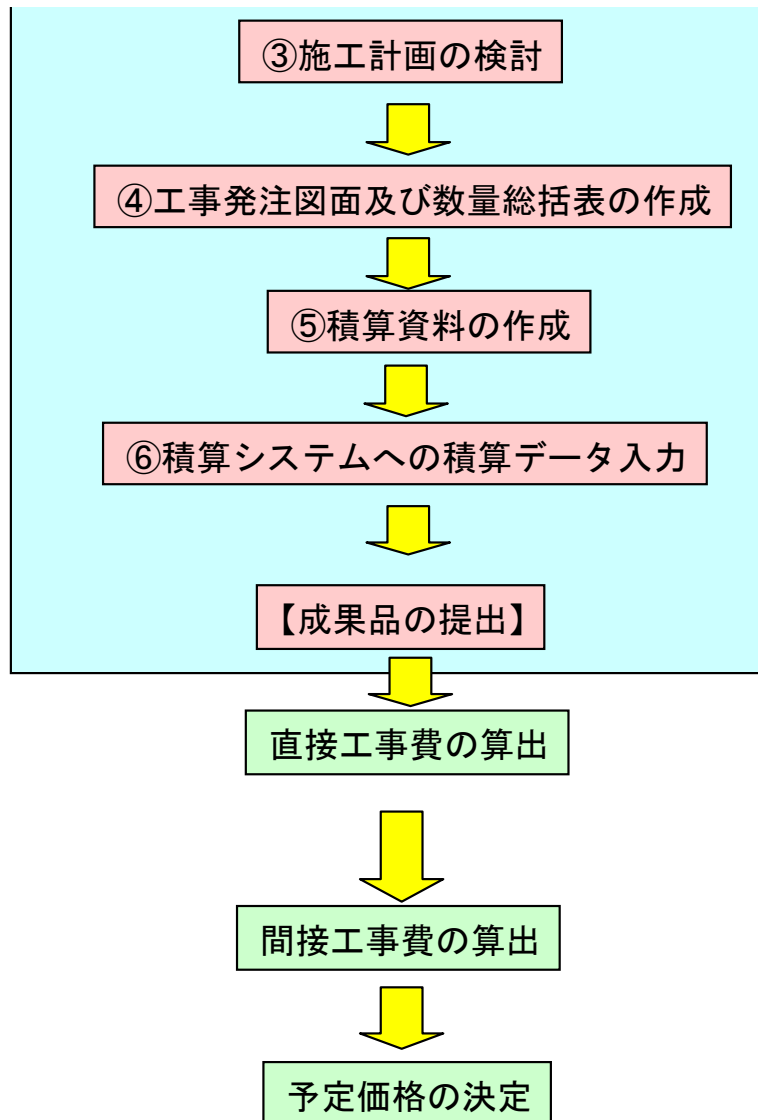 ③施工計画の検討
④工事発注図面及び数量総括表の作成
⑤積算資料の作成
⑥積算システムへの積算データ入力
【成果品の提出】
直接工事費の算出
間接工事費の算出
予定価格の決定